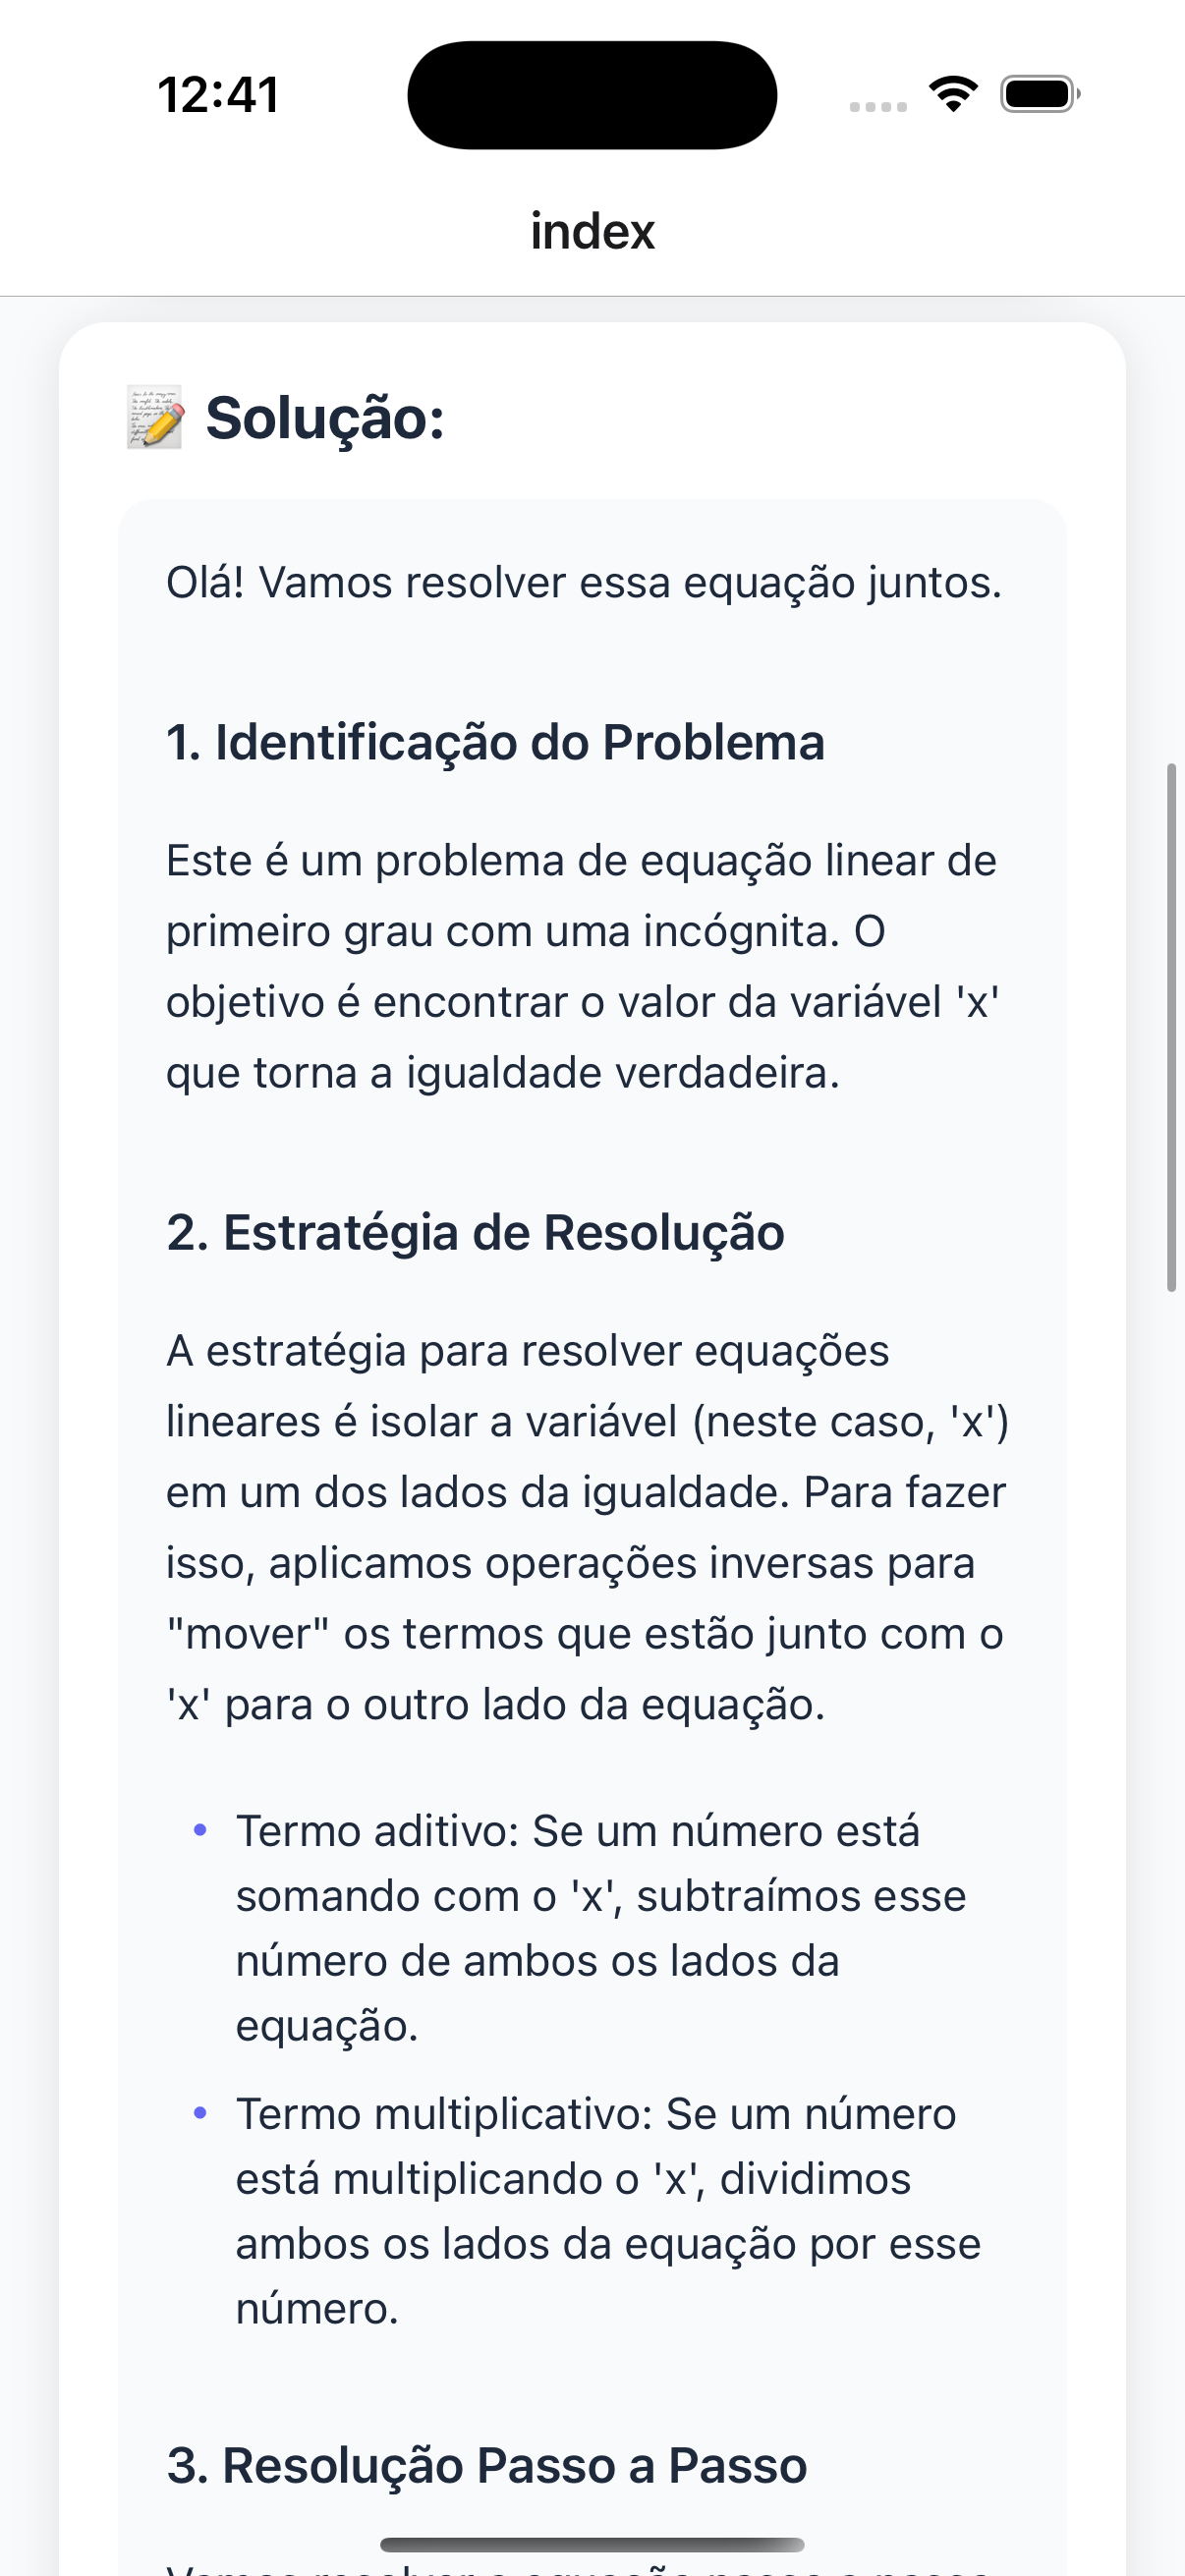 12:41
index
Solução:
Olá! Vamos resolver essa equação juntos.
1. Identificação do Problema
Este é um problema de equação linear de
primeiro grau com uma incógnita. O
objetivo é encontrar o valor da variável 'x'
que torna a igualdade verdadeira.
2. Estratégia de Resolução
A estratégia para resolver equações
lineares é isolar a variável (neste caso, 'x')
em um dos lados da igualdade. Para fazer
isso, aplicamos operações inversas para
"mover" os termos que estão junto com o
'x' para o outro lado da equação.
• Termo aditivo: Se um número está
somando com o 'x', subtraímos esse
número de ambos os lados da
equação.
• Termo multiplicativo: Se um número
está multiplicando o 'x', dividimos
ambos os lados da equação por esse
número.
3. Resolução Passo a Passo